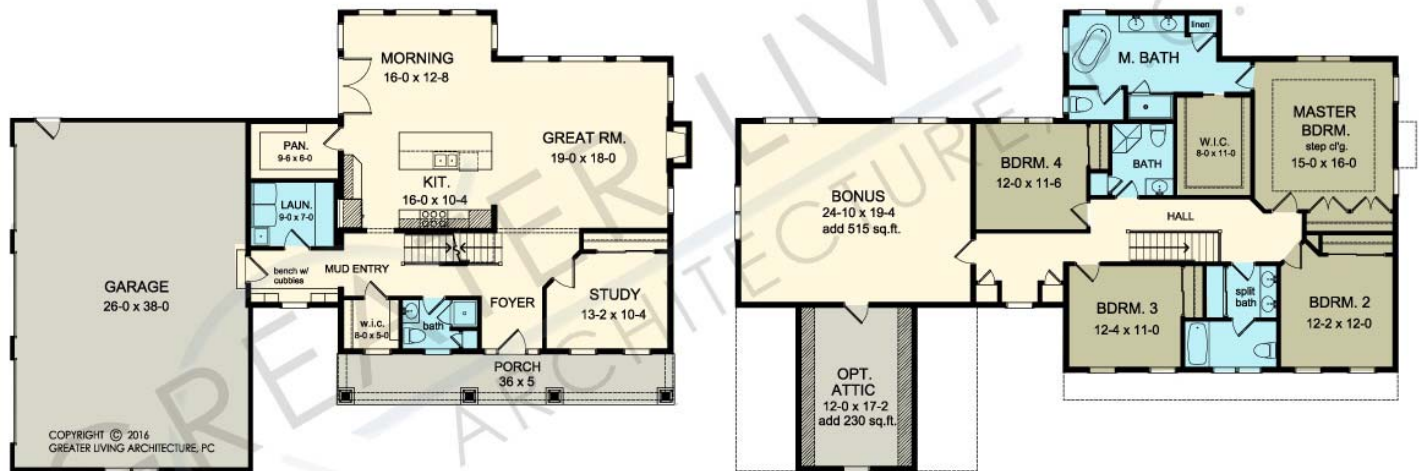 MORNING
16-0 x 12-8
PAN.
9-6 x 6-0
GREAT RM.
19-0 x 18-0
KIT.
16-0 x 10-4
LAUN.
9-0 x 7-0
MUD ENTRY
bench w/
cubbies
GARAGE
26-0 x 38-0
FOYER
STUDY
13-2 x 10-4
w.i.c.
8-0 x 5-0
bath
PORCH
36 x 5
COPYRIGHT © 2016
GREATER LIVING ARCHITECTURE, PC
linen
M. BATH
MASTER
BDRM.
step cl'g.
15-0 x 16-0
W.I.C.
8-0 x 11-0
BATH
BDRM. 4
12-0 x 11-6
BONUS
24-10 x 19-4
add 515 sq.ft.
HALL
BDRM. 3
12-4 x 11-0
split
bath
BDRM. 2
12-2 x 12-0
OPT.
ATTIC
12-0 x 17-2
add 230 sq.ft.
GREATER LIVING
ARCHITECTURE, P.C.